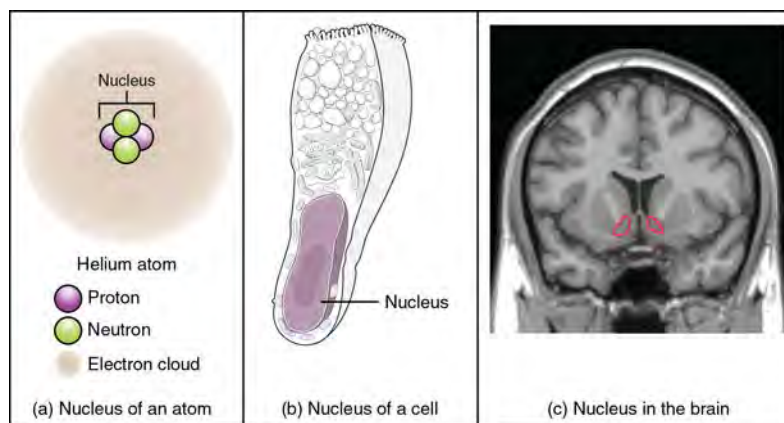 Nucleus
Helium atom
Proton
Neutron
Electron cloud
(a) Nucleus of an atom
Nucleus
(b) Nucleus of a cell
(c) Nucleus in the brain